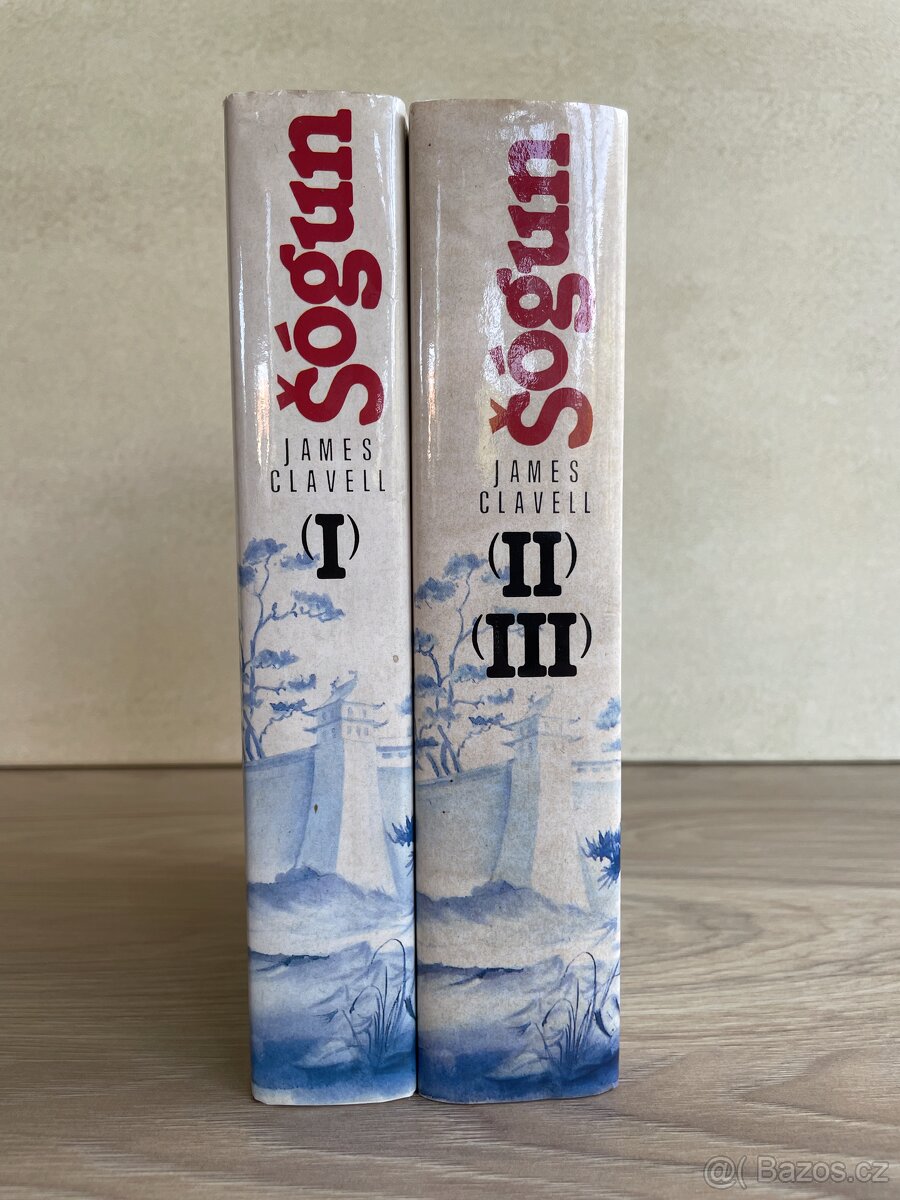 Šógun
JAMES
CLAVELL
(I)
Šógun
JAMES
CLAVELL
(II)
(III)
@( Bazos.cz